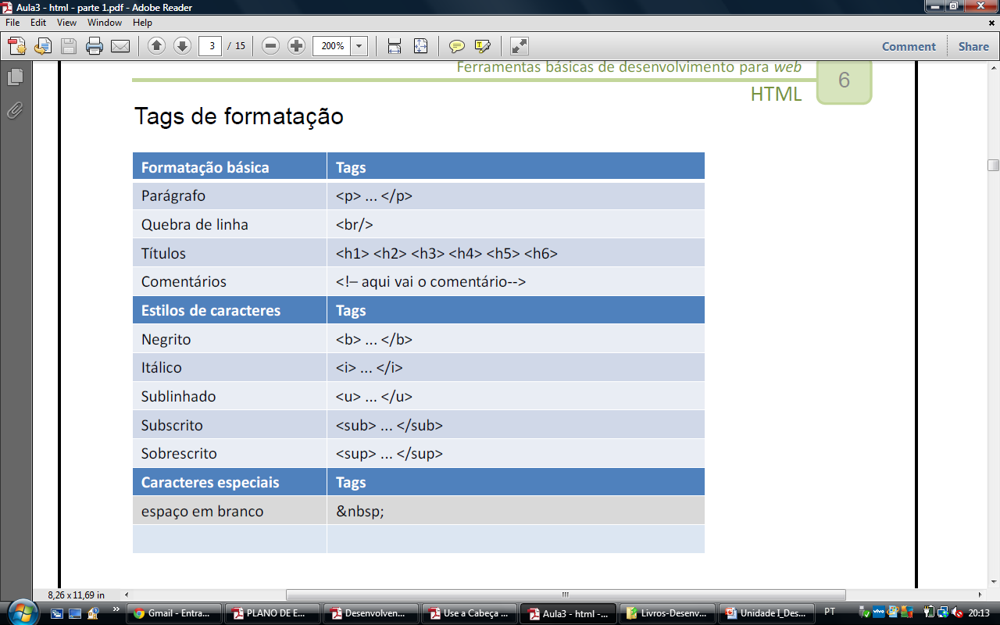 Aula3 - html - parte 1.pdf - Adobe Reader
File Edit View Window Help
3 / 15 200% Comment Share
Ferramentas básicas de desenvolvimento para web
6
HTML
Tags de formatação
Formatação básica Tags
Parágrafo <p> ... </p>
Quebra de linha <br/>
Títulos <h1> <h2> <h3> <h4> <h5> <h6>
Comentários <!– aqui vai o comentário-->
Estilos de caracteres Tags
Negrito <b> ... </b>
Itálico <i> ... </i>
Sublinhado <u> ... </u>
Subscrito <sub> ... </sub>
Sobrescrito <sup> ... </sup>
Caracteres especiais Tags
espaço em branco &nbsp;
8,26 x 11,69 in
Gmail - Entra... PLANO DE E... Desenvolven... Use a Cabeça ... Aula3 - html -... Livros-Desenv... Unidade I_Des... PT vivo 20:13